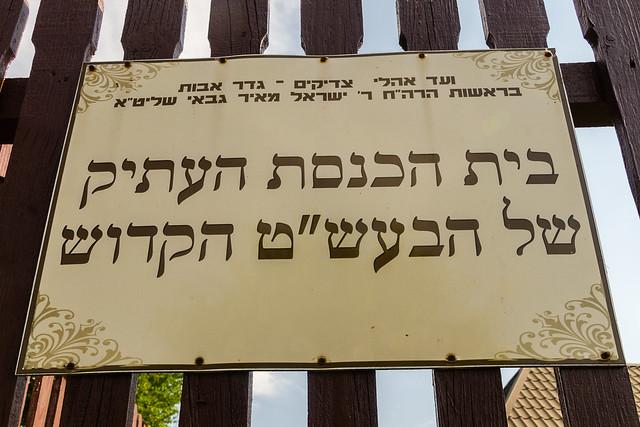 ועד אהלי צדיקים - גדר אבות
בראשות הרה"ח ר' ישראל מאיר גבאי שליט"א
בית הכנסת העתיק
של הבעש"ט הקדוש